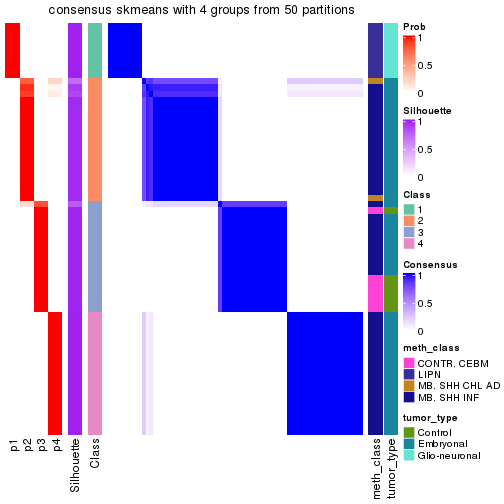 consensus skmeans with 4 groups from 50 partitions
Prob
1
0.5
0
Silhouette
1
0.5
0
Class
1
2
3
4
Consensus
1
0.5
0
meth_class
CONTR. CEBM
LIPN
MB. SHH CHL AD
MB. SHH INF
tumor_type
Control
Embryonal
Glio-neuronal
p1
p2
p3
p4
Silhouette
Class
meth_class
tumor_type